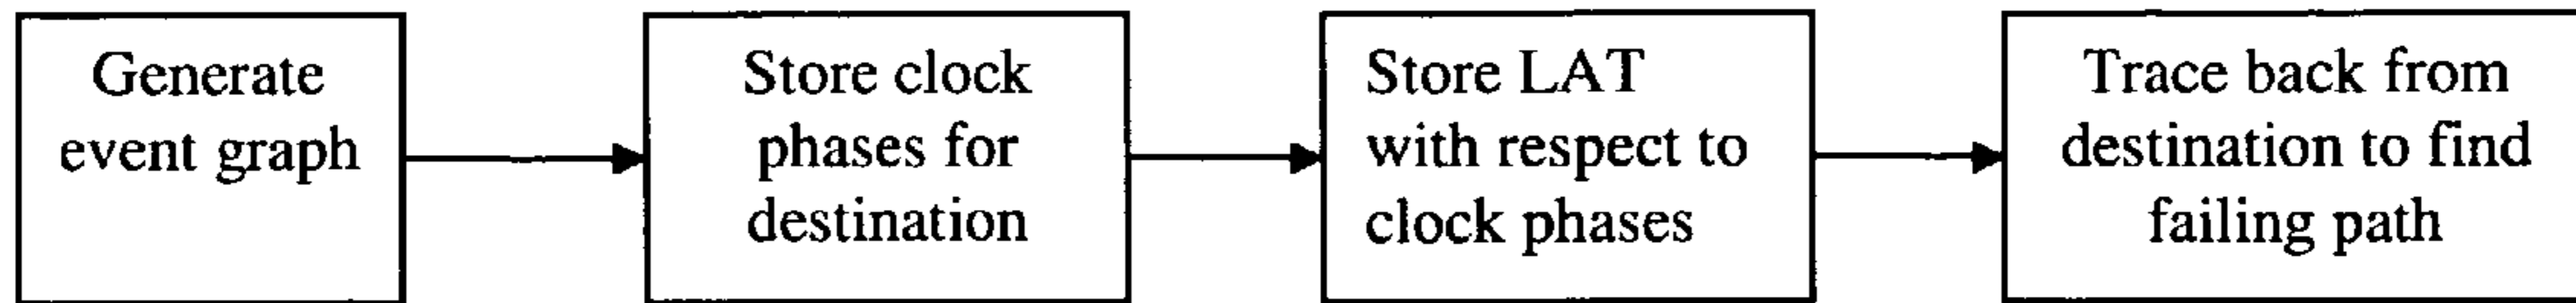 Generate
event graph
Store clock
phases for
destination
Store LAT
with respect to
clock phases
Trace back from
destination to find
failing path